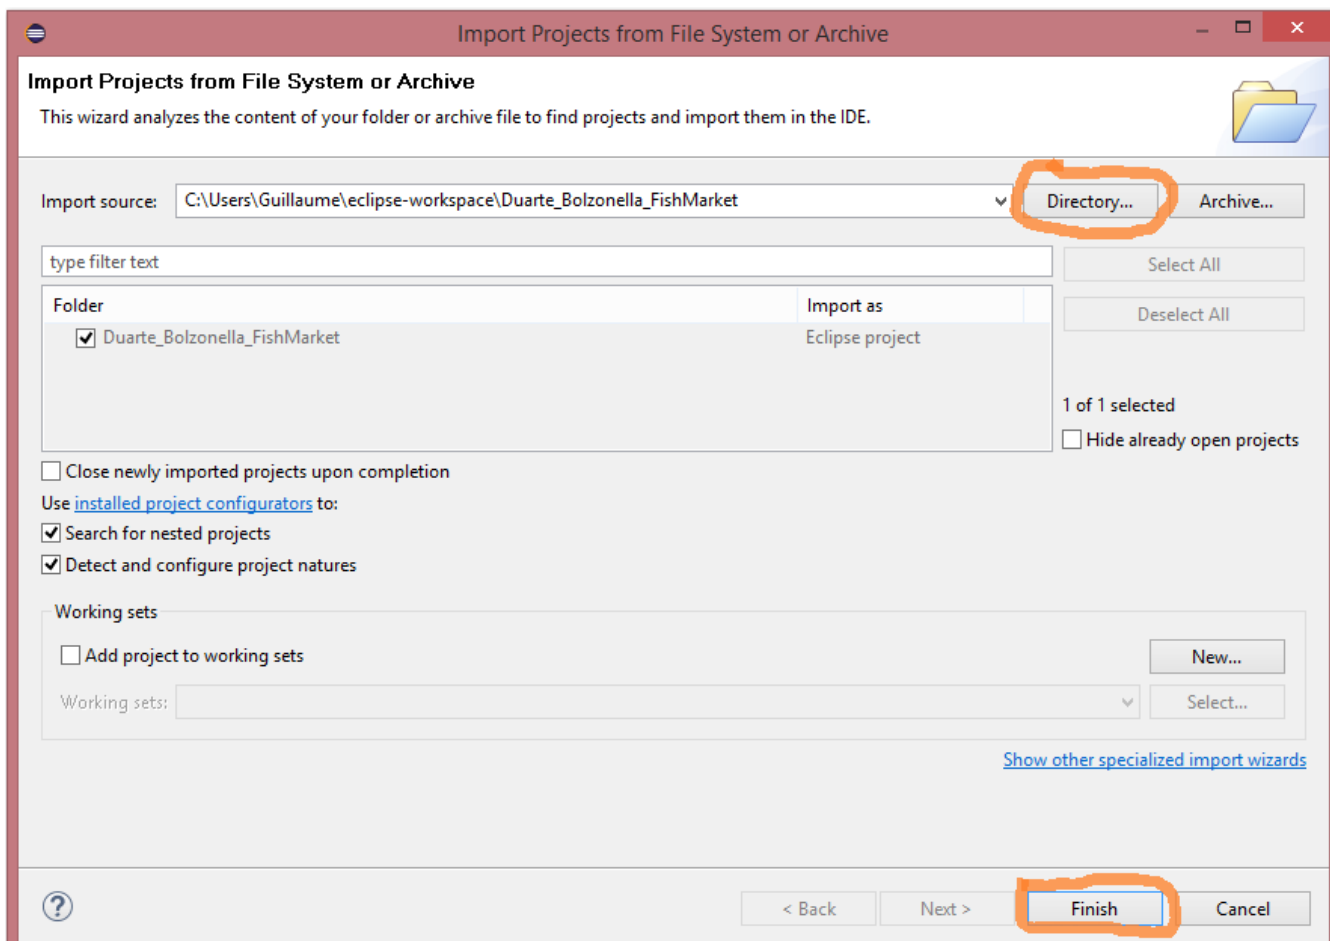 Import Projects from File System or Archive
Import Projects from File System or Archive
This wizard analyzes the content of your folder or archive file to find projects and import them in the IDE.
Import source: C:\Users\Guillaume\eclipse-workspace\Duarte_Bolzonella_FishMarket Directory... Archive...
type filter text Select All
Folder Import as Deselect All
Duarte_Bolzonella_FishMarket Eclipse project
1 of 1 selected
Hide already open projects
Close newly imported projects upon completion
Use installed project configurators to:
Search for nested projects
Detect and configure project natures
Working sets
Add project to working sets New...
Working sets: Select...
Show other specialized import wizards
? < Back Next > Finish Cancel